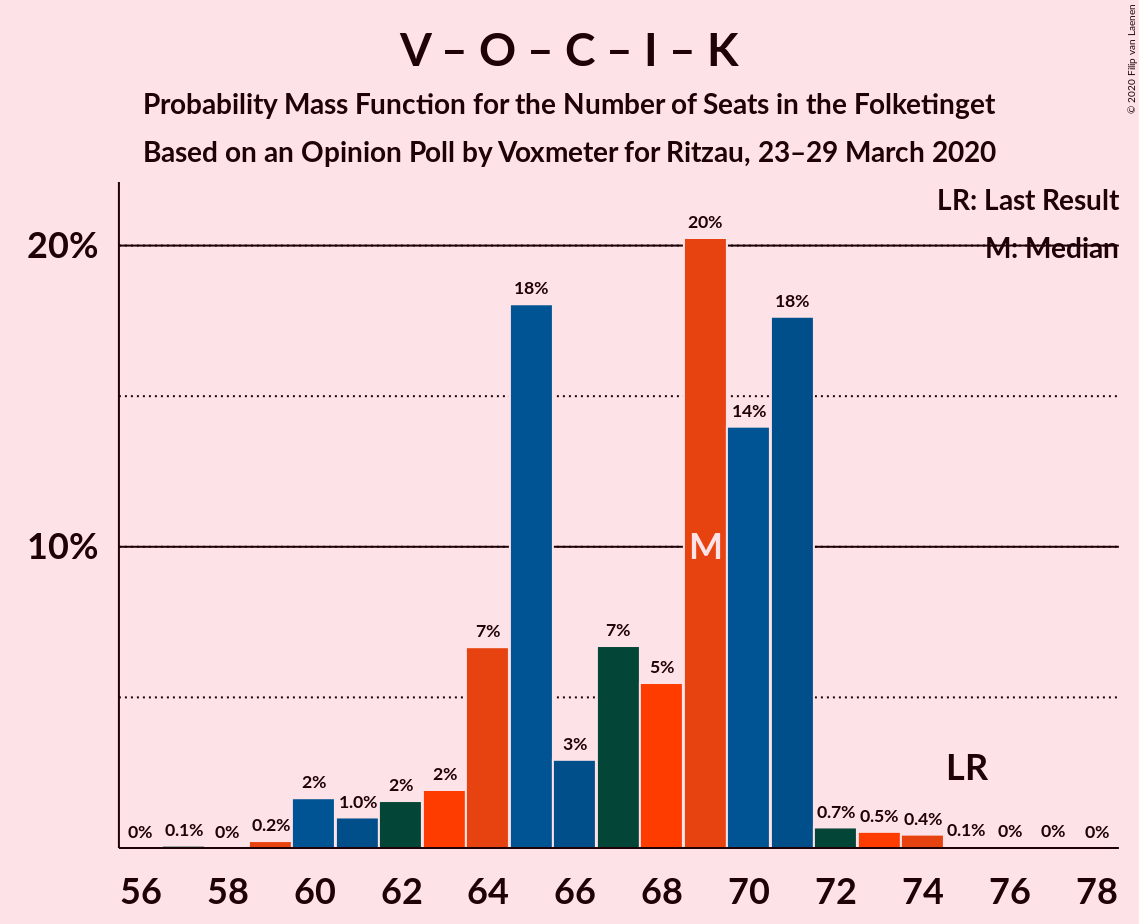 V – O – C – I – K
Probability Mass Function for the Number of Seats in the Folketinget
Based on an Opinion Poll by Voxmeter for Ritzau, 23–29 March 2020
© 2020 Filip van Laenen
LR: Last Result
M: Median
20%
10%
0% 0.1% 0% 0.2% 2% 1.0% 2% 2% 7% 18% 3% 7% 5% 20% 14% 18% 0.7% 0.5% 0.4% 0.1% 0% 0% 0%
M
LR
56 58 60 62 64 66 68 70 72 74 76 78